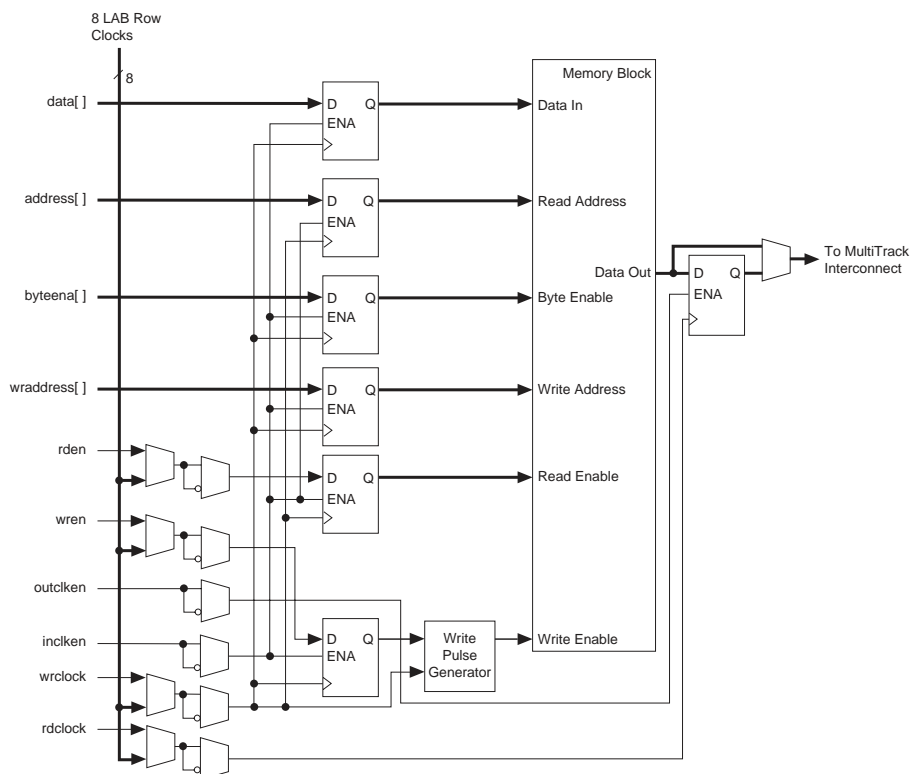 8 LAB Row
Clocks
8
Memory Block
data[ ]
D Q
ENA
Data In
address[ ]
D Q
ENA
Read Address
To MultiTrack
Interconnect
Data Out
D Q
ENA
byteena[ ]
D Q
ENA
Byte Enable
wraddress[ ]
D Q
ENA
Write Address
rden
D Q
ENA
Read Enable
wren
outclken
inclken
D Q
ENA
Write
Pulse
Generator
Write Enable
wrclock
rdclock